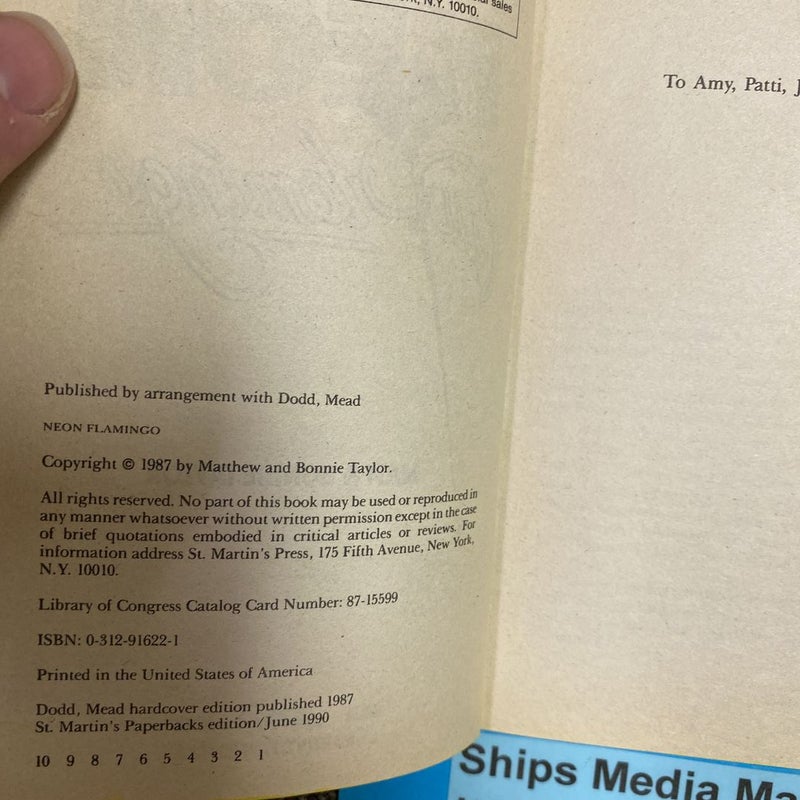 sales
N.Y. 10010.
To Amy, Patti,
Published by arrangement with Dodd, Mead
NEON FLAMINGO
Copyright © 1987 by Matthew and Bonnie Taylor.
All rights reserved. No part of this book may be used or reproduced in
any manner whatsoever without written permission except in the case
of brief quotations embodied in critical articles or reviews. For
information address St. Martin's Press, 175 Fifth Avenue, New York,
N.Y. 10010.
Library of Congress Catalog Card Number: 87-15599
ISBN: 0-312-91622-1
Printed in the United States of America
Dodd, Mead hardcover edition published 1987
St. Martin's Paperbacks edition/June 1990
10 9 8 7 6 5 4 3 2 1
Ships Media Ma